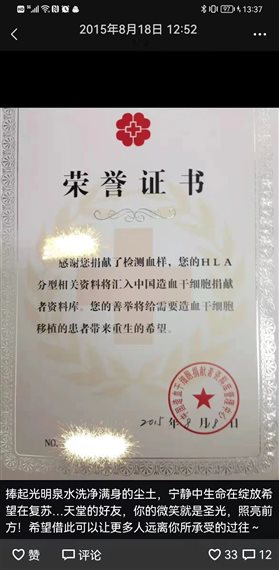 13:37
2015年8月18日 12:52
荣誉证书
感谢您捐献了检测血样，您的HLA
分型相关资料将汇入中国造血干细胞捐献
者资料库。您的善举将给需要造血干细胞
移植的患者带来重生的希望。
2015 年 9 月 8 日
NO.
捧起光明泉水洗净满身的尘土，宁静中生命在绽放希
望在复苏…天堂的好友，你的微笑就是圣光，照亮前
方！希望借此可以让更多人远离你所承受的过往～
赞 评论 33 12